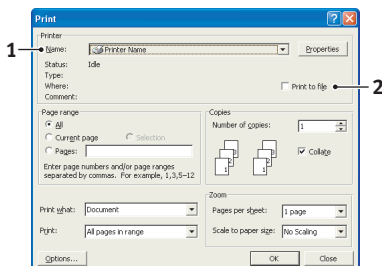 Print
Printer
1
Name:
Printer Name
Properties
Status:
Idle
Type:
Where:
Print to file
2
Comment:
Page range
All
Current page
Selection
Pages:
Enter page numbers and/or page ranges
separated by commas. For example, 1,3,5–12
Copies
Number of copies:
1
Collate
Print what:
Document
Print:
All pages in range
Zoom
Pages per sheet:
1 page
Scale to paper size:
No Scaling
Options...
OK
Close